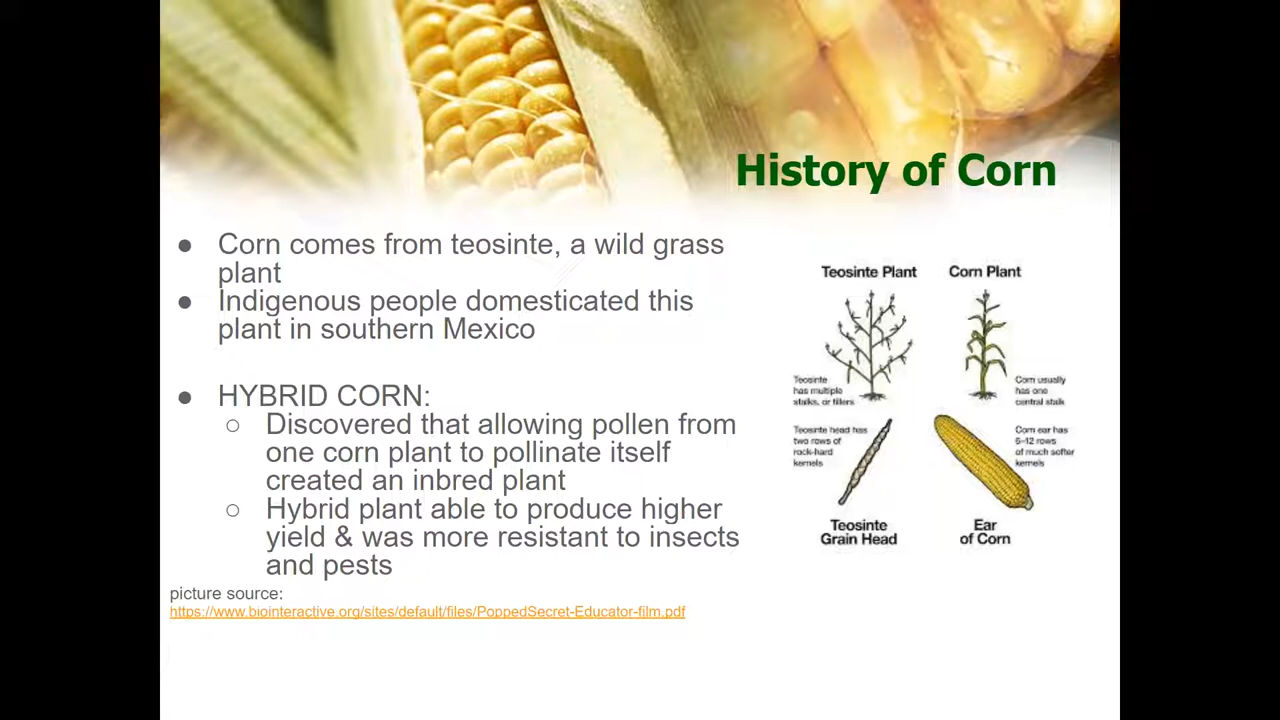 History of Corn
● Corn comes from teosinte, a wild grass
plant
● Indigenous people domesticated this
plant in southern Mexico
● HYBRID CORN:
○ Discovered that allowing pollen from
one corn plant to pollinate itself
created an inbred plant
○ Hybrid plant able to produce higher
yield & was more resistant to insects
and pests
picture source:
https://www.biointeractive.org/sites/default/files/PoppedSecret-Educator-film.pdf
Teosinte Plant
Corn Plant
Teosinte
has multiple
stalks, or tillers
Corn usually
has one
central stalk
Teosinte head has
two rows of
rock-hard
kernels
Corn ear has
6–12 rows
of much softer
kernels
Teosinte
Grain Head
Ear
of Corn